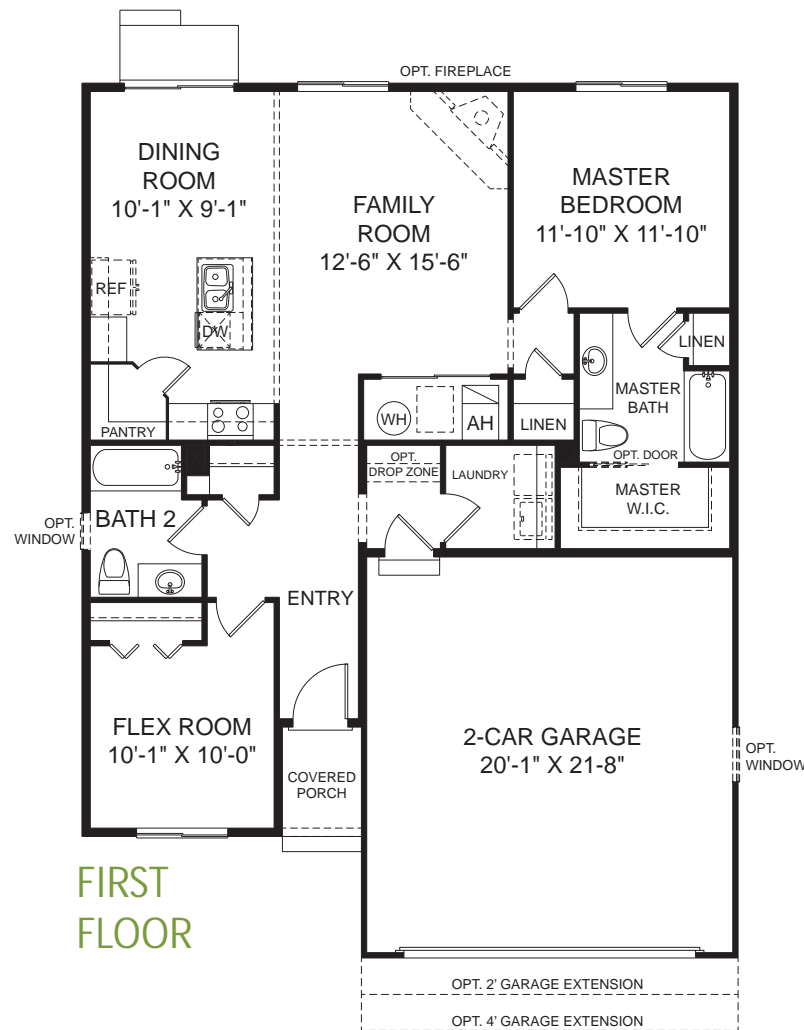 OPT. FIREPLACE
DINING
ROOM
10'-1" X 9'-1"
FAMILY
ROOM
12'-6" X 15'-6"
MASTER
BEDROOM
11'-10" X 11'-10"
REF
DW
LINEN
PANTRY
WH
AH
LINEN
MASTER
BATH
OPT. DOOR
OPT.
DROP ZONE
LAUNDRY
MASTER
W.I.C.
OPT.
WINDOW
BATH 2
ENTRY
FLEX ROOM
10'-1" X 10'-0"
COVERED
PORCH
2-CAR GARAGE
20'-1" X 21-8"
OPT.
WINDOW
FIRST
FLOOR
OPT. 2' GARAGE EXTENSION
OPT. 4' GARAGE EXTENSION